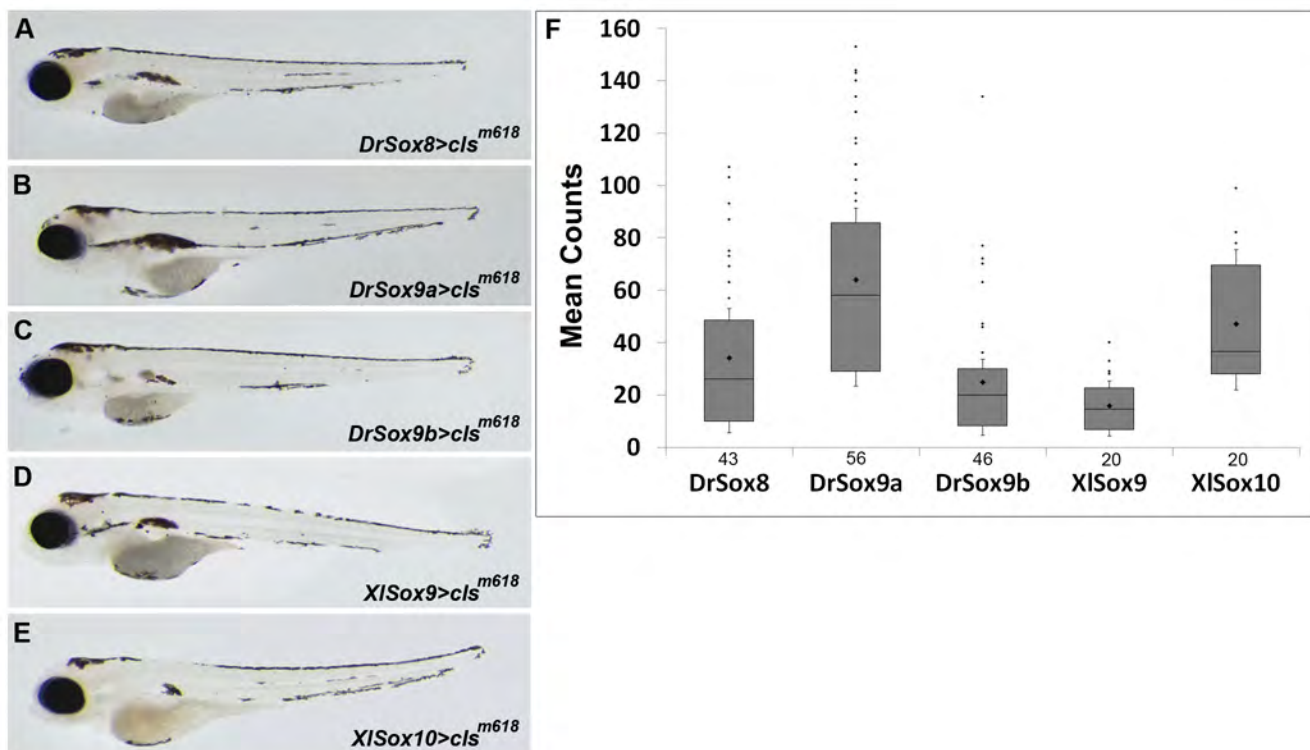 A
DrSox8>cls^m618
B
DrSox9a>cls^m618
C
DrSox9b>cls^m618
D
XlSox9>cls^m618
E
XlSox10>cls^m618
F
Mean Counts
160
140
120
100
80
60
40
20
0
43 56 46 20 20
DrSox8 DrSox9a DrSox9b XlSox9 XlSox10